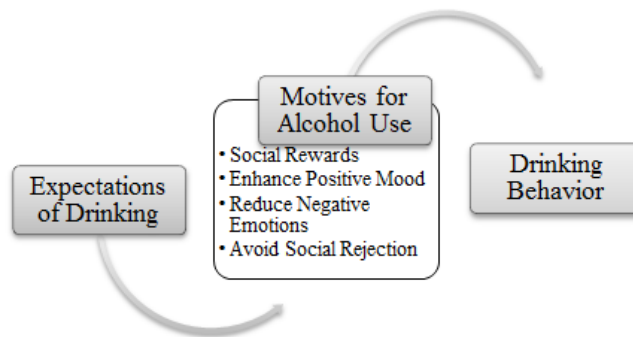 Expectations
of Drinking
Motives for
Alcohol Use
• Social Rewards
• Enhance Positive Mood
• Reduce Negative
Emotions
• Avoid Social Rejection
Drinking
Behavior